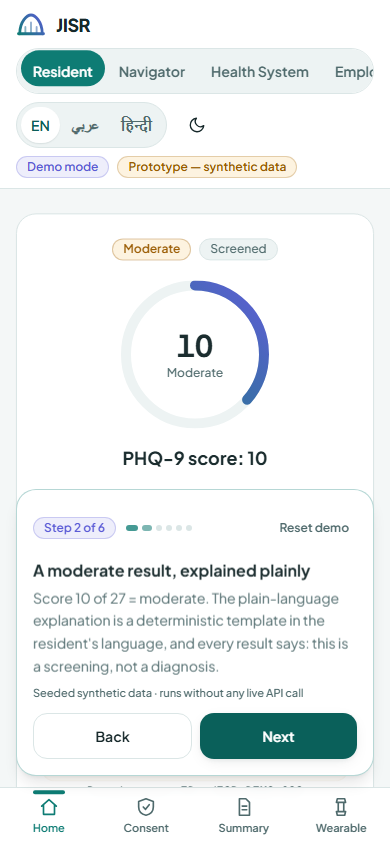 JISR
Resident Navigator Health System Emplo
EN عربي हिन्दी
Demo mode Prototype — synthetic data
Moderate Screened
10
Moderate
PHQ-9 score: 10
Step 2 of 6 Reset demo
A moderate result, explained plainly
Score 10 of 27 = moderate. The plain-language
explanation is a deterministic template in the
resident's language, and every result says: this is
a screening, not a diagnosis.
Seeded synthetic data · runs without any live API call
Back Next
Home Consent Summary Wearable